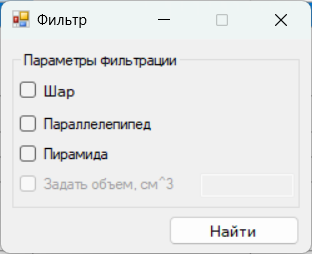 Фильтр
Параметры фильтрации
Шар
Параллелепипед
Пирамида
Задать объем, см^3
Найти